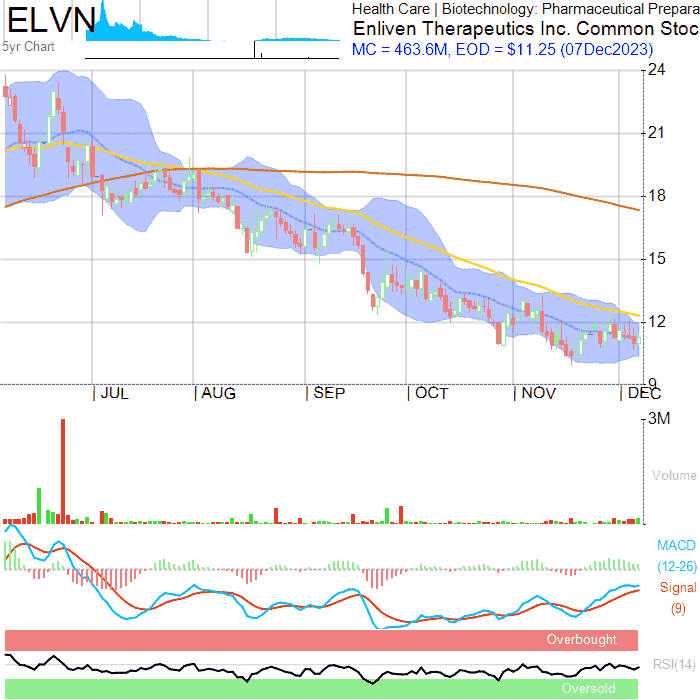 ELVN
5yr Chart
Health Care | Biotechnology: Pharmaceutical Prepara
Enliven Therapeutics Inc. Common Stoc
MC = 463.6M, EOD = $11.25 (07Dec2023)
24
21
18
15
12
9
JUL AUG SEP OCT NOV DEC
3M
Volume
MACD
(12-26)
Signal
(9)
Overbought
RSI(14)
Oversold